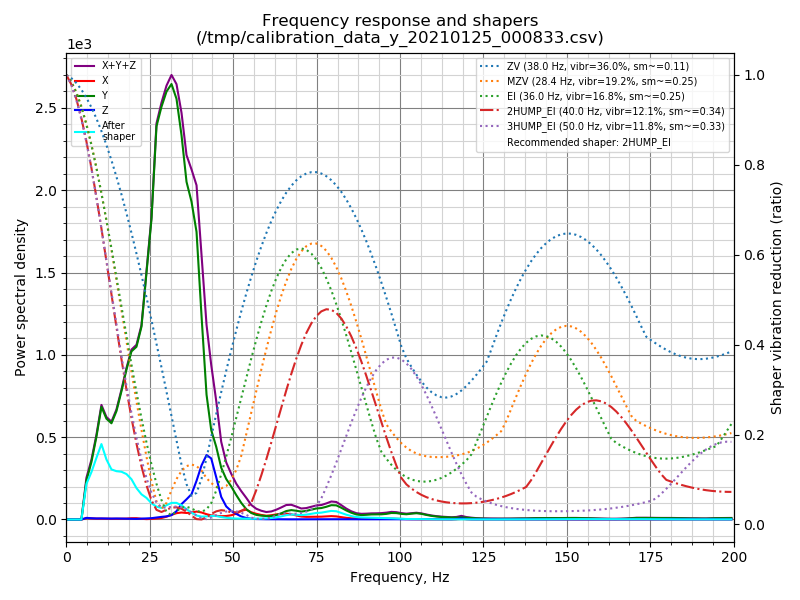 Frequency response and shapers
(/tmp/calibration_data_y_20210125_000833.csv)
1e3
X+Y+Z
X
Y
Z
After
shaper
ZV (38.0 Hz, vibr=36.0%, sm~=0.11)
MZV (28.4 Hz, vibr=19.2%, sm~=0.25)
EI (36.0 Hz, vibr=16.8%, sm~=0.25)
2HUMP_EI (40.0 Hz, vibr=12.1%, sm~=0.34)
3HUMP_EI (50.0 Hz, vibr=11.8%, sm~=0.33)
Recommended shaper: 2HUMP_EI
Power spectral density
2.5
2.0
1.5
1.0
0.5
0.0
1.0
0.8
0.6
0.4
0.2
0.0
Shaper vibration reduction (ratio)
0 25 50 75 100 125 150 175 200
Frequency, Hz